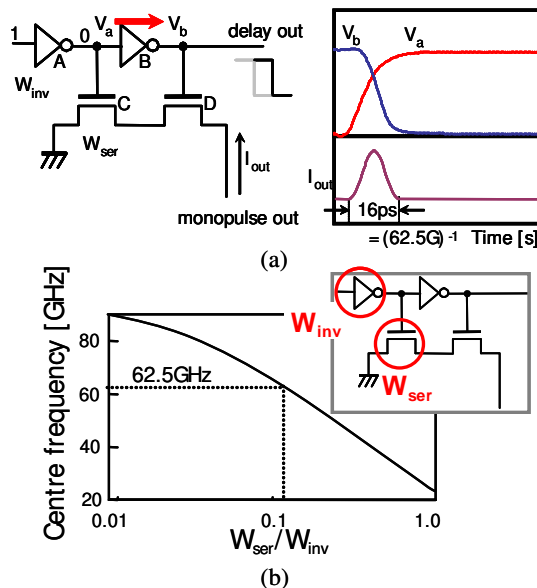 1 0 Va Vb delay out
A B
Winv
C D
Wser
Iout
monopulse out
Vb Va
Iout
16ps
=(62.5G)-1 Time [s]
(a)
Centre frequency [GHz]
80
60
40
20
62.5GHz
Winv
Wser
0.01 0.1 1.0
Wser/Winv
(b)